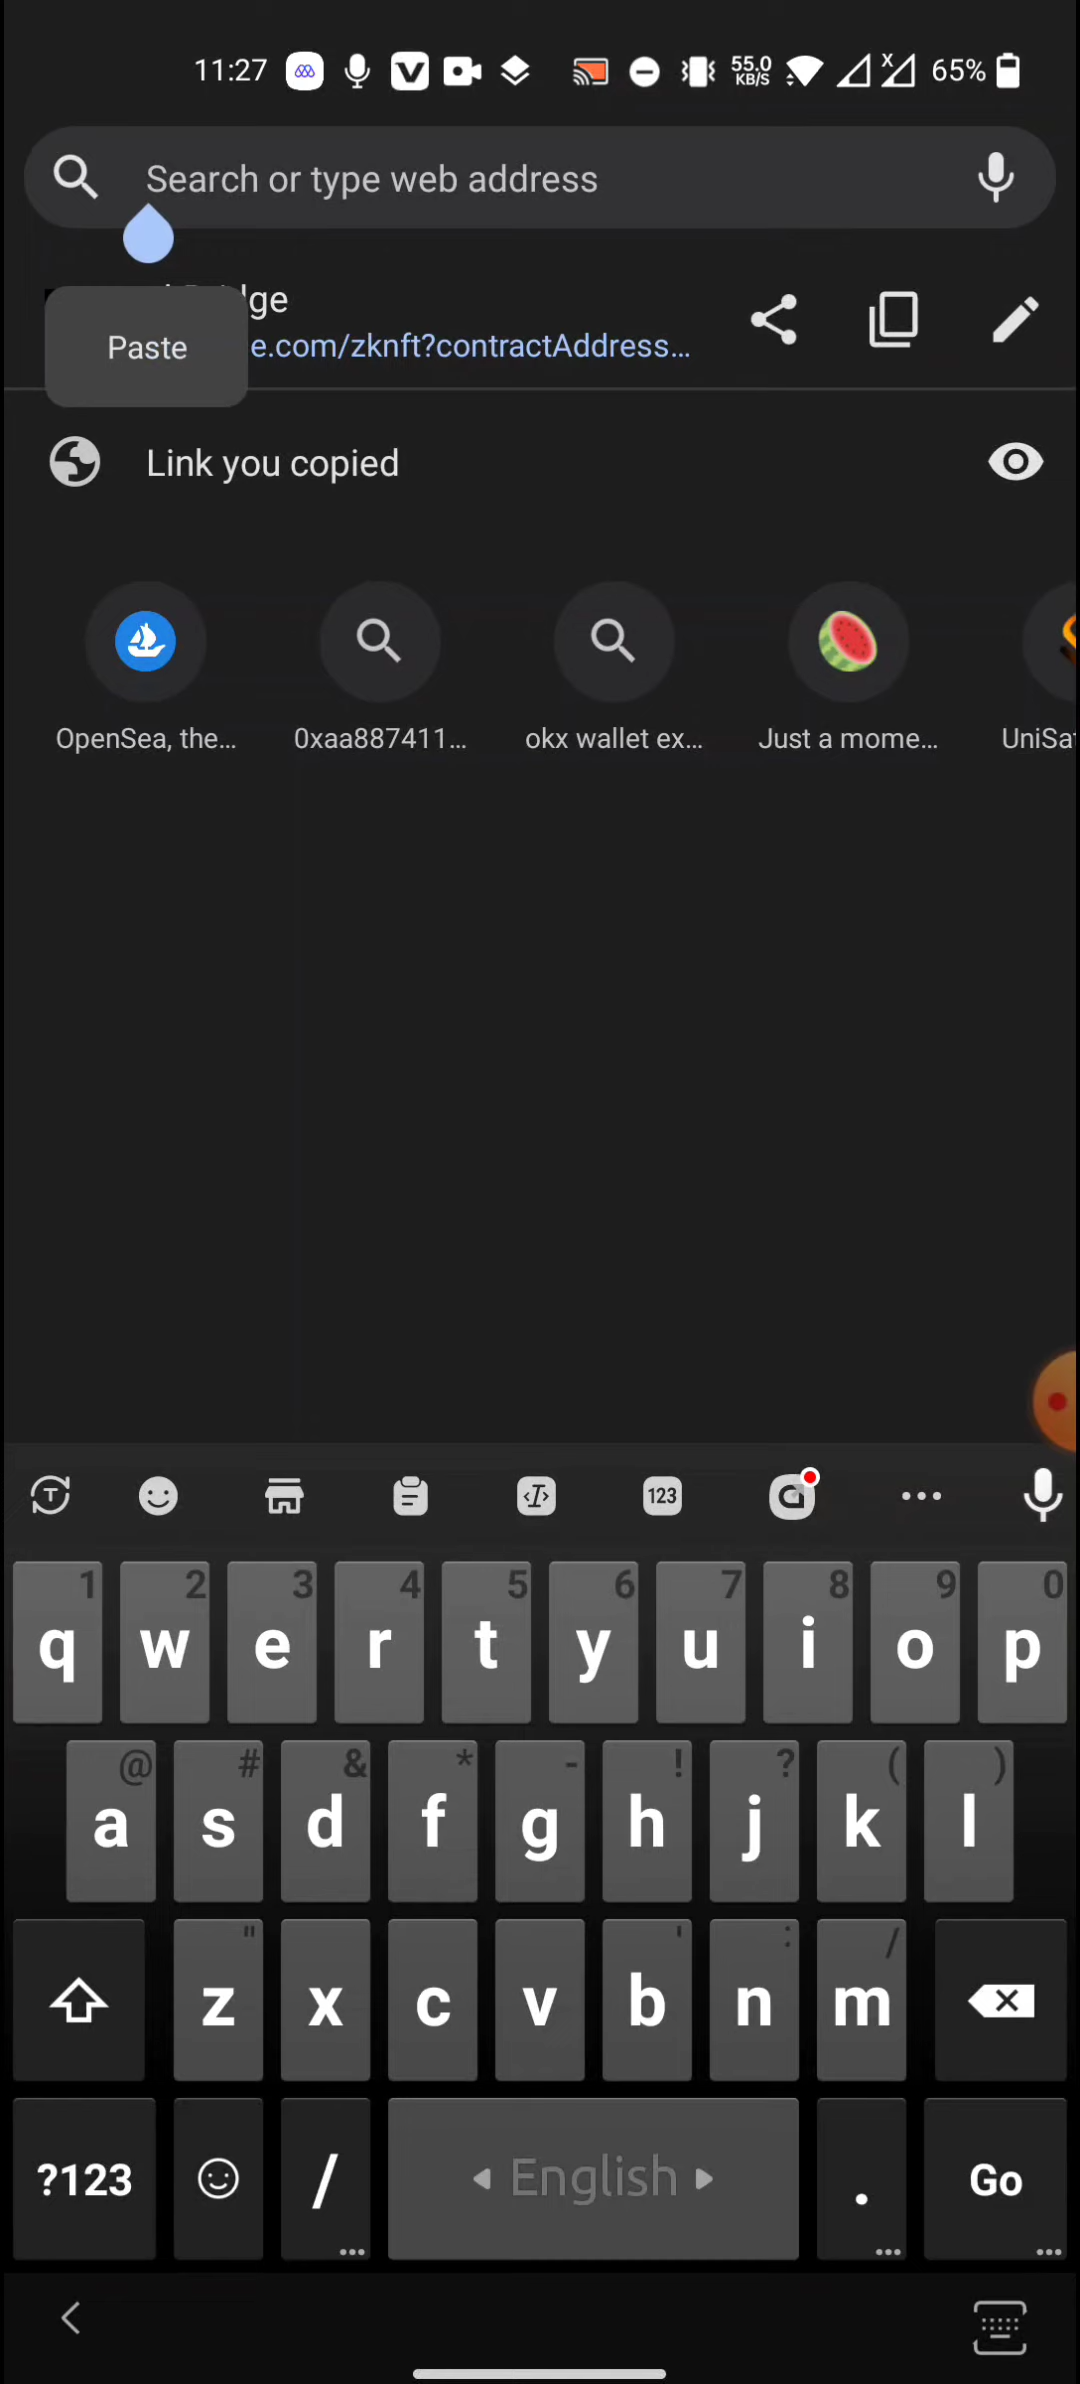 11:27
55.0
KB/S
65%
Search or type web address
Paste
e.com/zknft?contractAddress...
Link you copied
OpenSea, the...
0xaa887411...
okx wallet ex...
Just a mome...
123
1 2 3 4 5 6 7 8 9 0
q w e r t y u i o p
@ # & * - ! ? ( )
a s d f g h j k l
" ' : /
z x c v b n m
?123 / English . Go